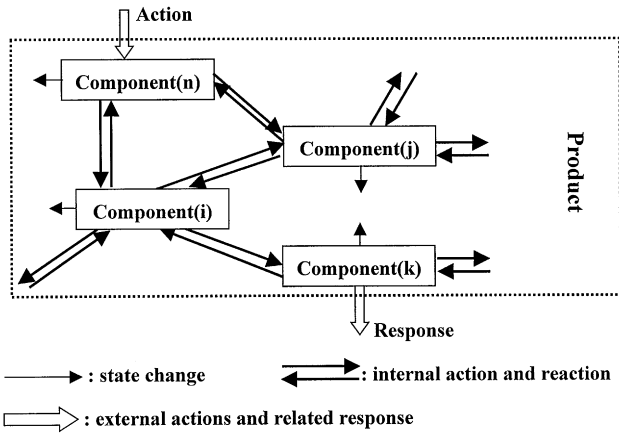 Action
Component(n)
Component(j)
Product
Component(i)
Component(k)
Response
: state change
: internal action and reaction
: external actions and related response